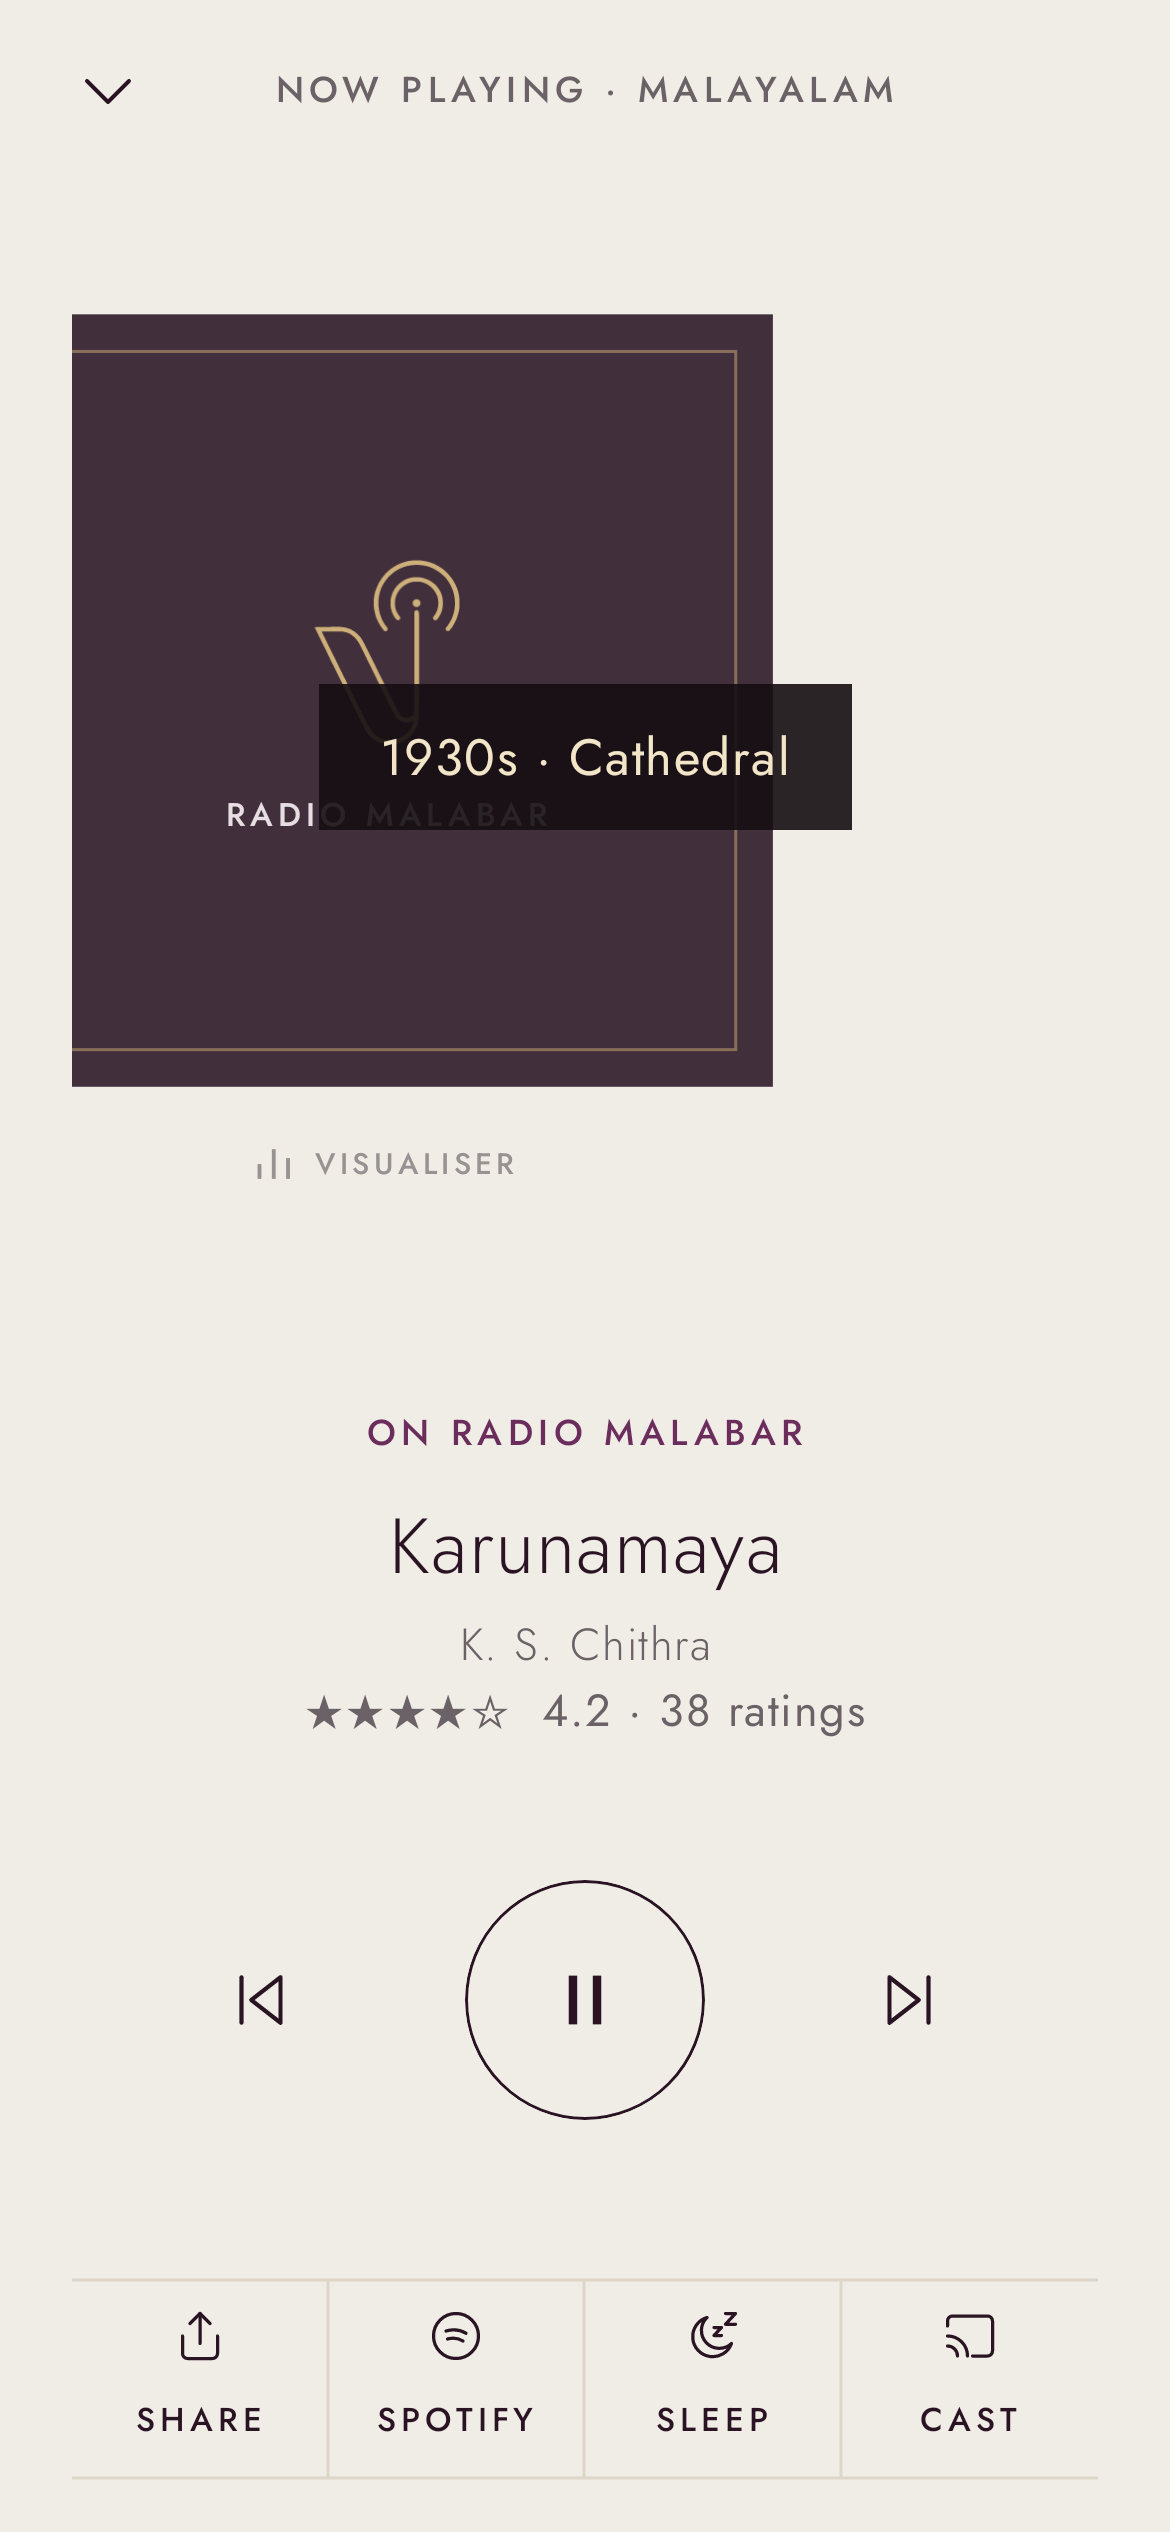 NOW PLAYING · MALAYALAM
1930s · Cathedral
RADIO MALABAR
VISUALISER
ON RADIO MALABAR
Karunamaya
K. S. Chithra
★★★★☆ 4.2 · 38 ratings
SHARE
SPOTIFY
SLEEP
CAST